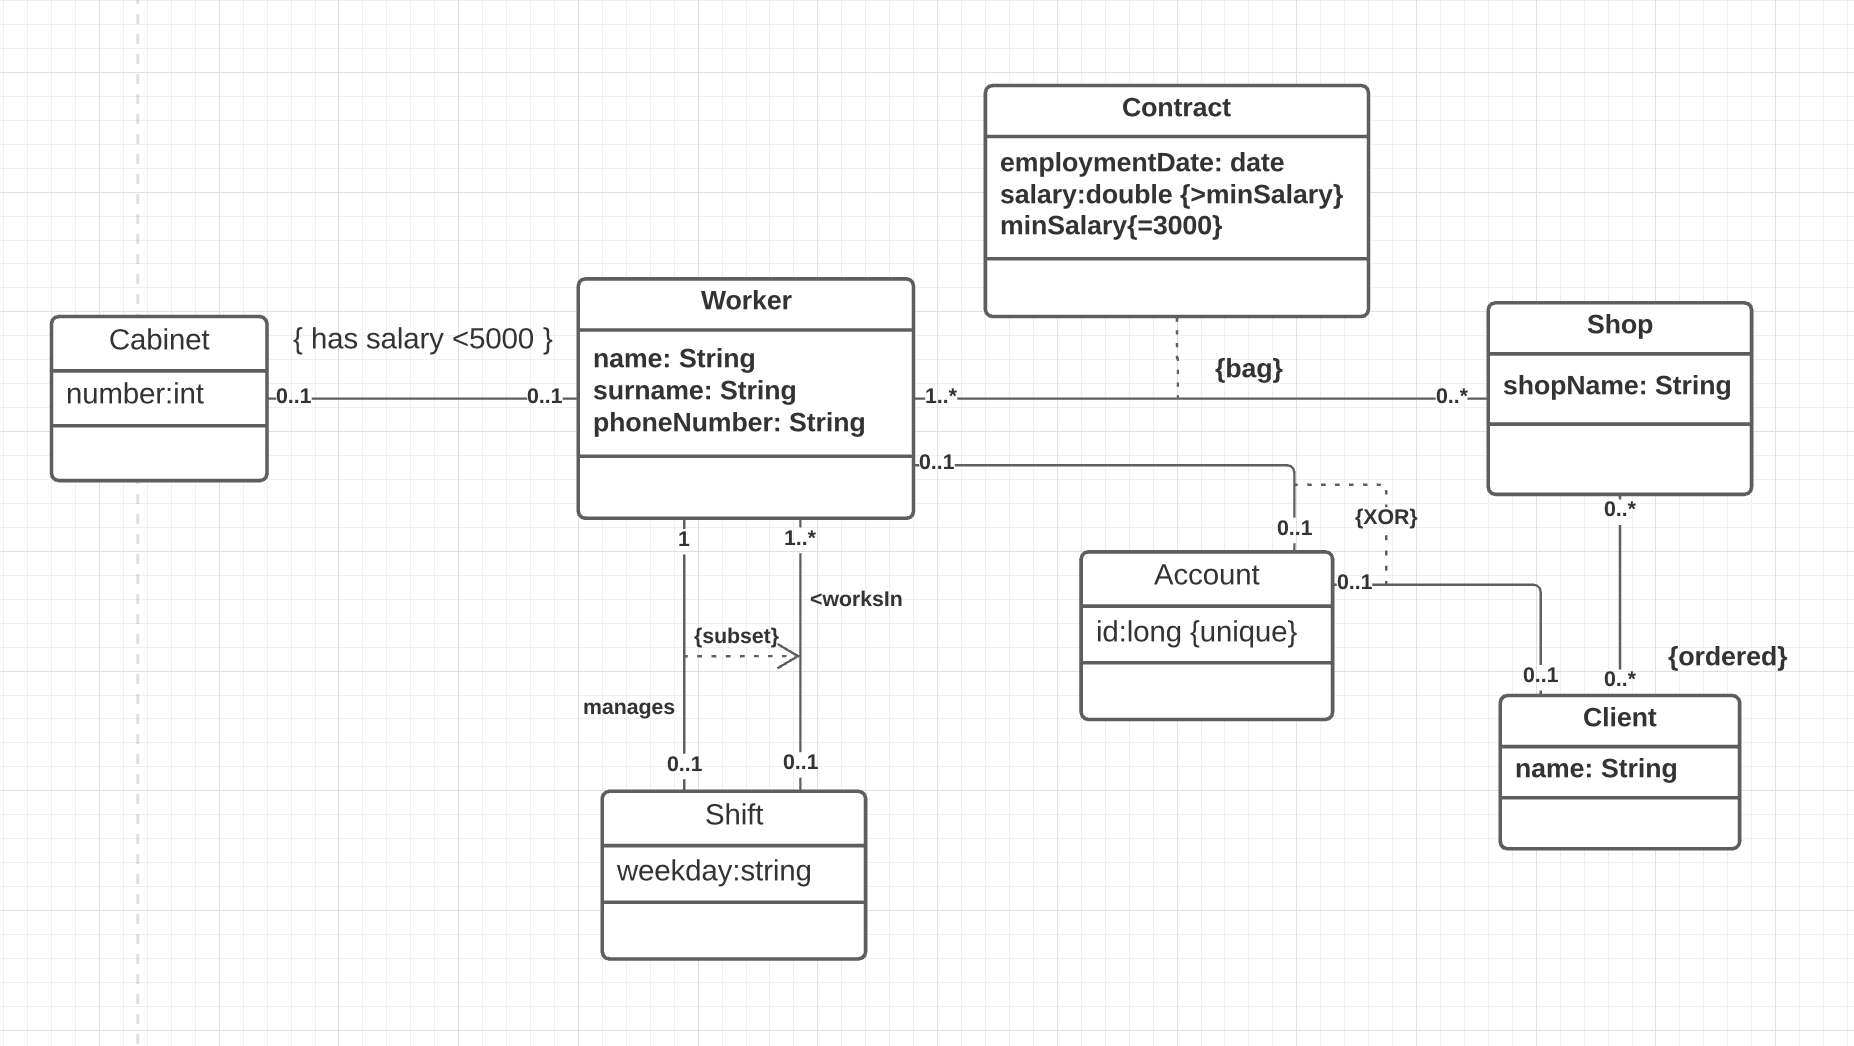 Contract
employmentDate: date
salary:double {>minSalary}
minSalary{=3000}
Cabinet
number:int
{ has salary <5000 }
0..1
0..1
Worker
name: String
surname: String
phoneNumber: String
{bag}
1..*
0..*
Shop
shopName: String
0..1
0..1
{XOR}
0..*
1
1..*
<worksIn
{subset}
manages
0..1
0..1
Account
id:long {unique}
0..1
0..1
0..*
{ordered}
Client
name: String
Shift
weekday:string